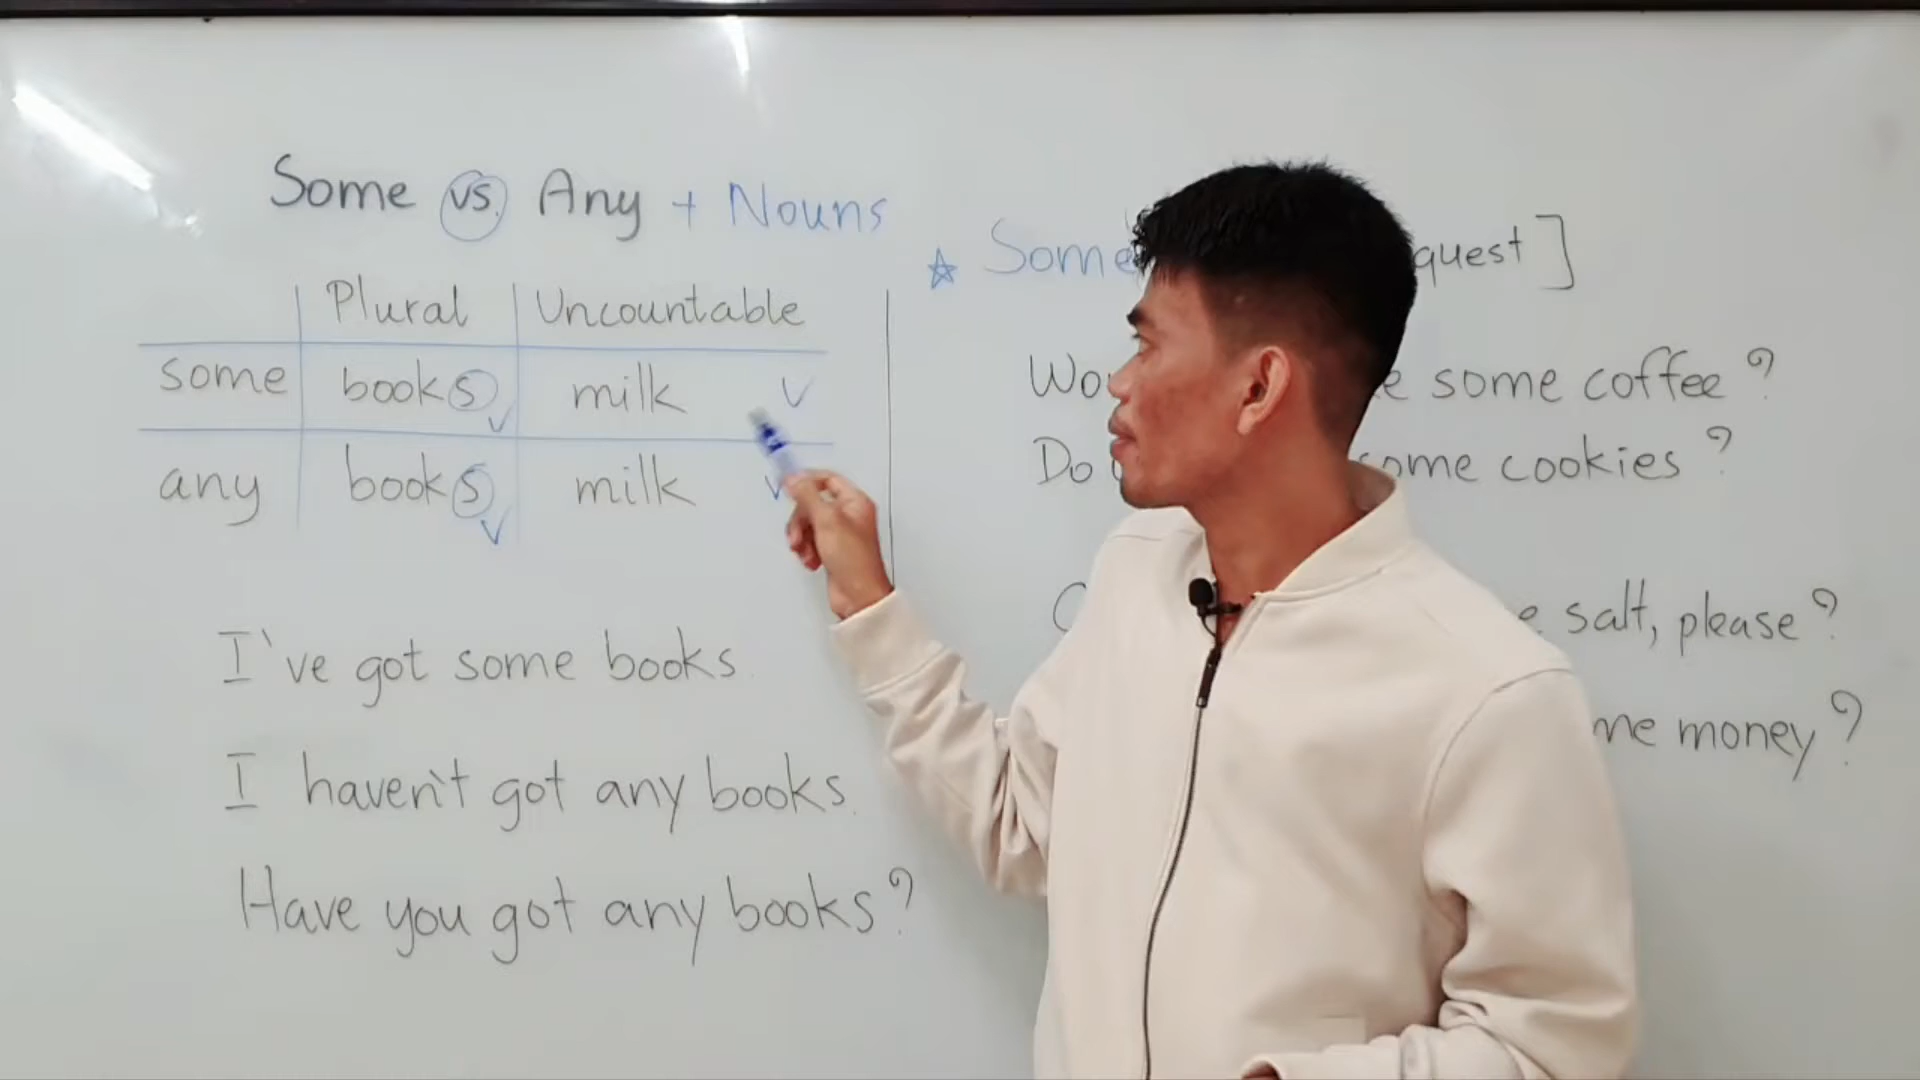 Some vs. Any + Nouns
Plural Uncountable
some books milk
any books milk
I've got some books.
I haven't got any books.
Have you got any books?
Some quest ]
some coffee?
Do some cookies?
salt, please?
money?